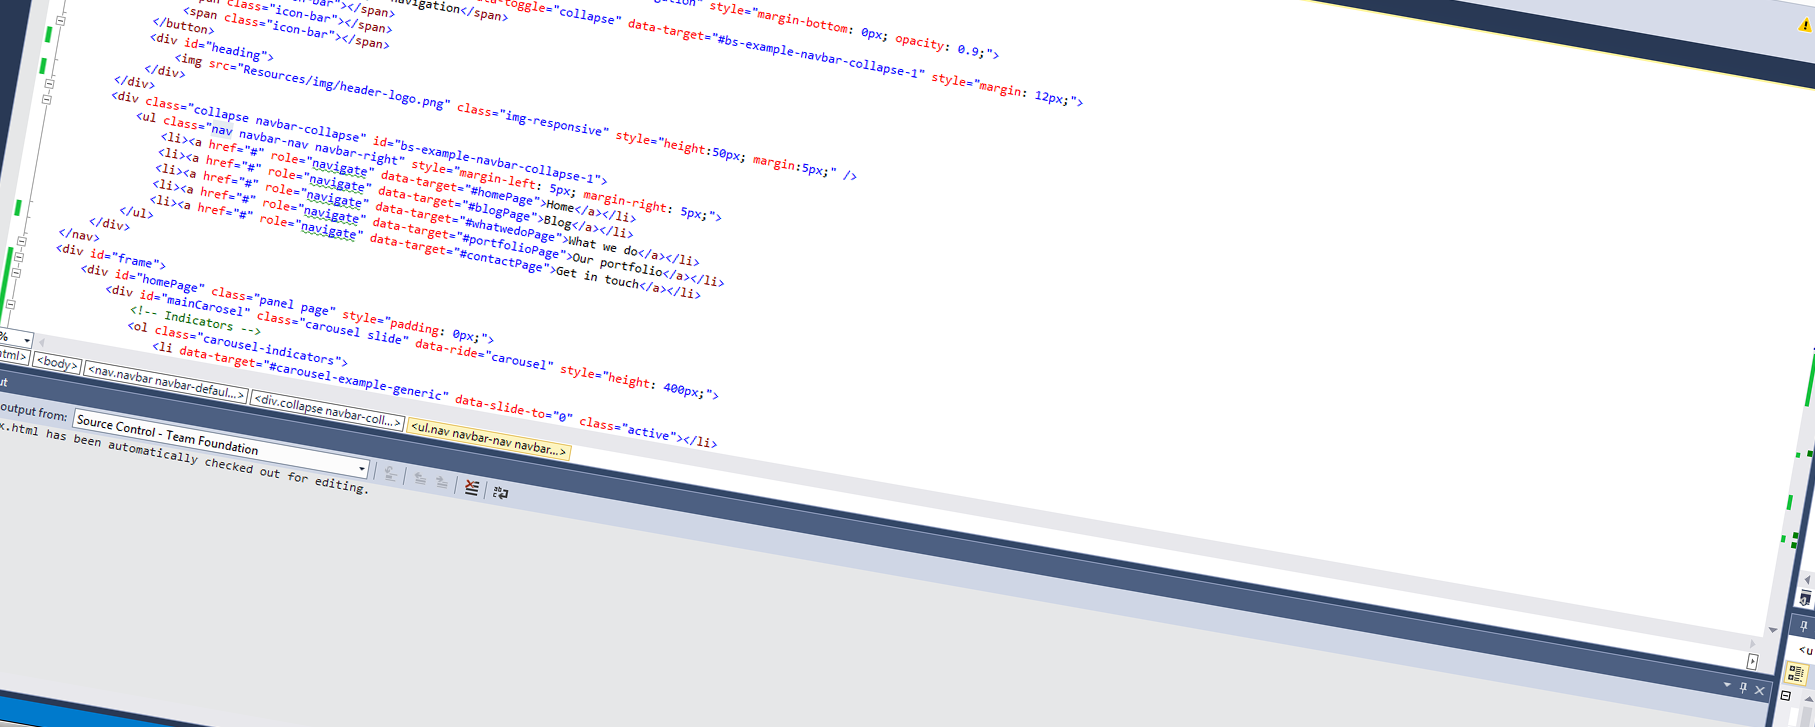 style="margin-bottom: 0px; opacity: 0.9;">
data-toggle="collapse" data-target="#bs-example-navbar-collapse-1" style="margin: 12px;">
navigation</span>
class="icon-bar"></span>
<span class="icon-bar"></span>
</button>
<div id="heading">
<img src="Resources/img/header-logo.png" class="img-responsive" style="height:50px; margin:5px;" />
</div>
</div>
<div class="collapse navbar-collapse" id="bs-example-navbar-collapse-1">
<ul class="nav navbar-nav navbar-right" style="margin-left: 5px; margin-right: 5px;">
<li><a href="#" role="navigate" data-target="#homePage">Home</a></li>
<li><a href="#" role="navigate" data-target="#blogPage">Blog</a></li>
<li><a href="#" role="navigate" data-target="#whatwedoPage">What we do</a></li>
<li><a href="#" role="navigate" data-target="#portfolioPage">Our portfolio</a></li>
<li><a href="#" role="navigate" data-target="#contactPage">Get in touch</a></li>
</ul>
</div>
</nav>
<div id="frame">
<div id="homePage" class="panel page" style="padding: 0px;">
<div id="mainCarosel" class="carousel slide" data-ride="carousel" style="height: 400px;">
<!-- Indicators -->
<ol class="carousel-indicators">
<li data-target="#carousel-example-generic" data-slide-to="0" class="active"></li>
%
html> <body> <nav.navbar navbar-defaul...> <div.collapse navbar-coll...> <ul.nav navbar-nav navbar...>
ut
output from: Source Control - Team Foundation
x.html has been automatically checked out for editing.
<u